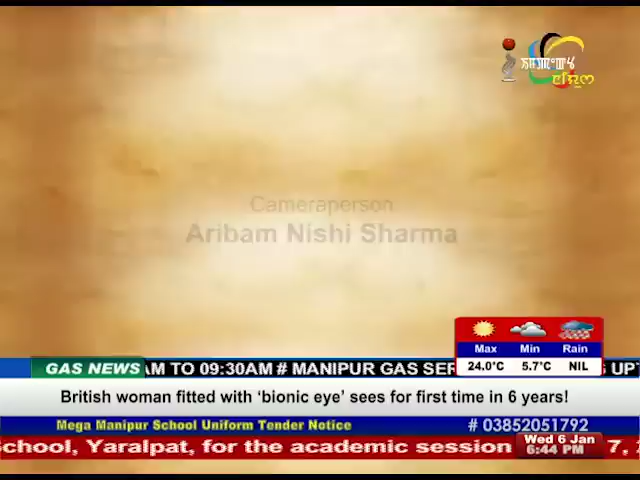 Cameraperson
Aribam Nishi Sharma
Max Min Rain
24.0°C 5.7°C NIL
GAS NEWS AM TO 09:30AM # MANIPUR GAS SER
British woman fitted with ‘bionic eye’ sees for first time in 6 years!
Mega Manipur School Uniform Tender Notice # 03852051792
School, Yaralpat, for the academic session
Wed 6 Jan
6:44 PM